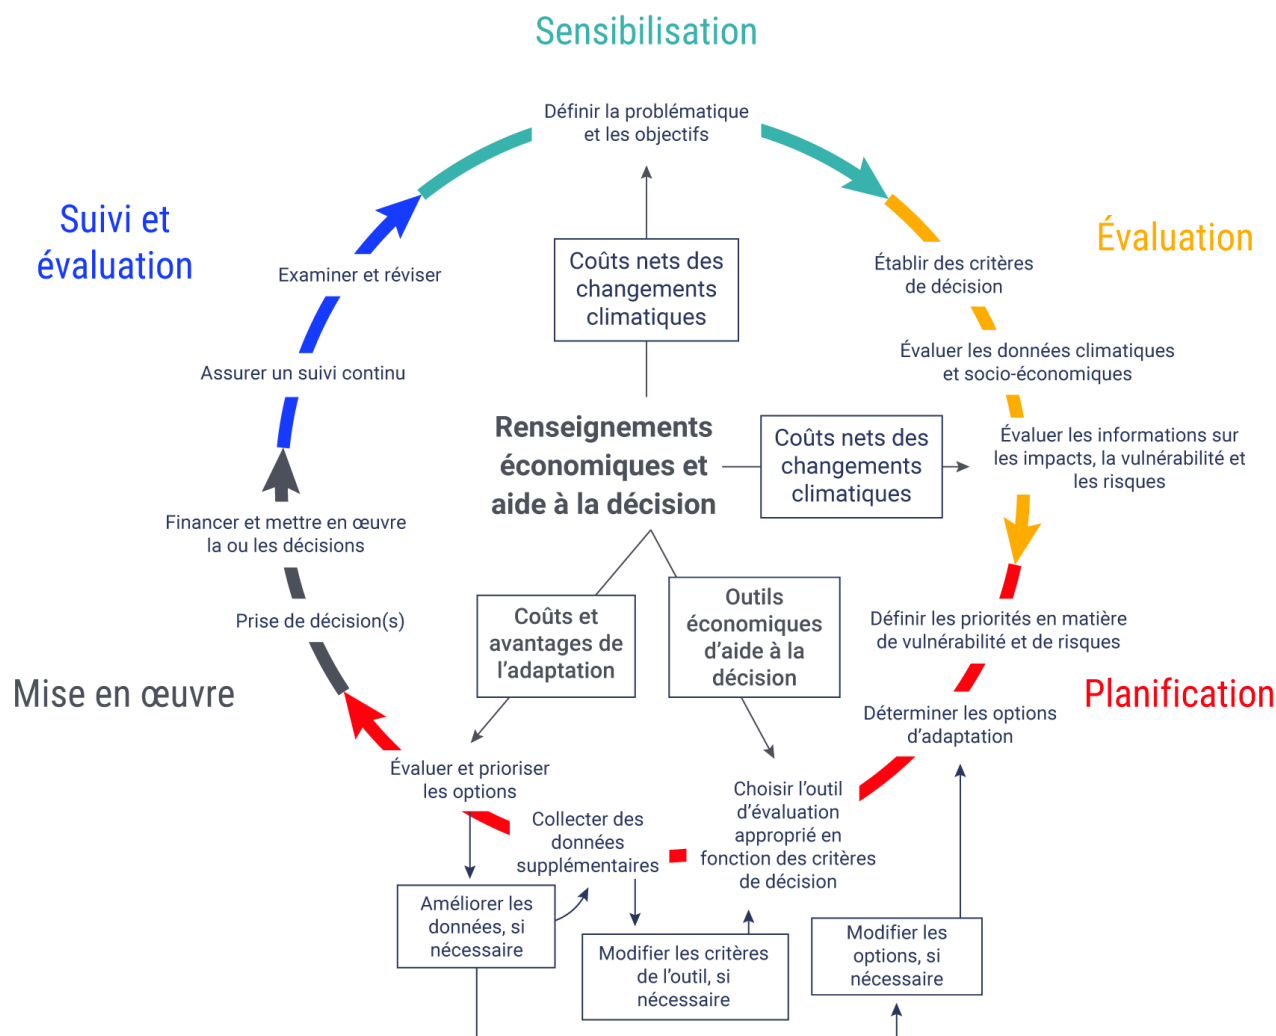 Sensibilisation
Définir la problématique
et les objectifs
Suivi et
évaluation
Évaluation
Examiner et réviser
Coûts nets des
changements
climatiques
Établir des critères
de décision
Assurer un suivi continu
Évaluer les données climatiques
et socio-économiques
Renseignements
économiques et
aide à la décision
Coûts nets des
changements
climatiques
Évaluer les informations sur
les impacts, la vulnérabilité et
les risques
Financer et mettre en œuvre
la ou les décisions
Prise de décision(s)
Coûts et
avantages de
l’adaptation
Outils
économiques
d’aide à la
décision
Définir les priorités en matière
de vulnérabilité et de risques
Mise en œuvre
Planification
Déterminer les options
d’adaptation
Évaluer et prioriser
les options
Collecter des
données
supplémentaires
Choisir l’outil
d’évaluation
approprié en
fonction des critères
de décision
Améliorer les
données, si
nécessaire
Modifier les critères
de l’outil, si
nécessaire
Modifier les
options, si
nécessaire